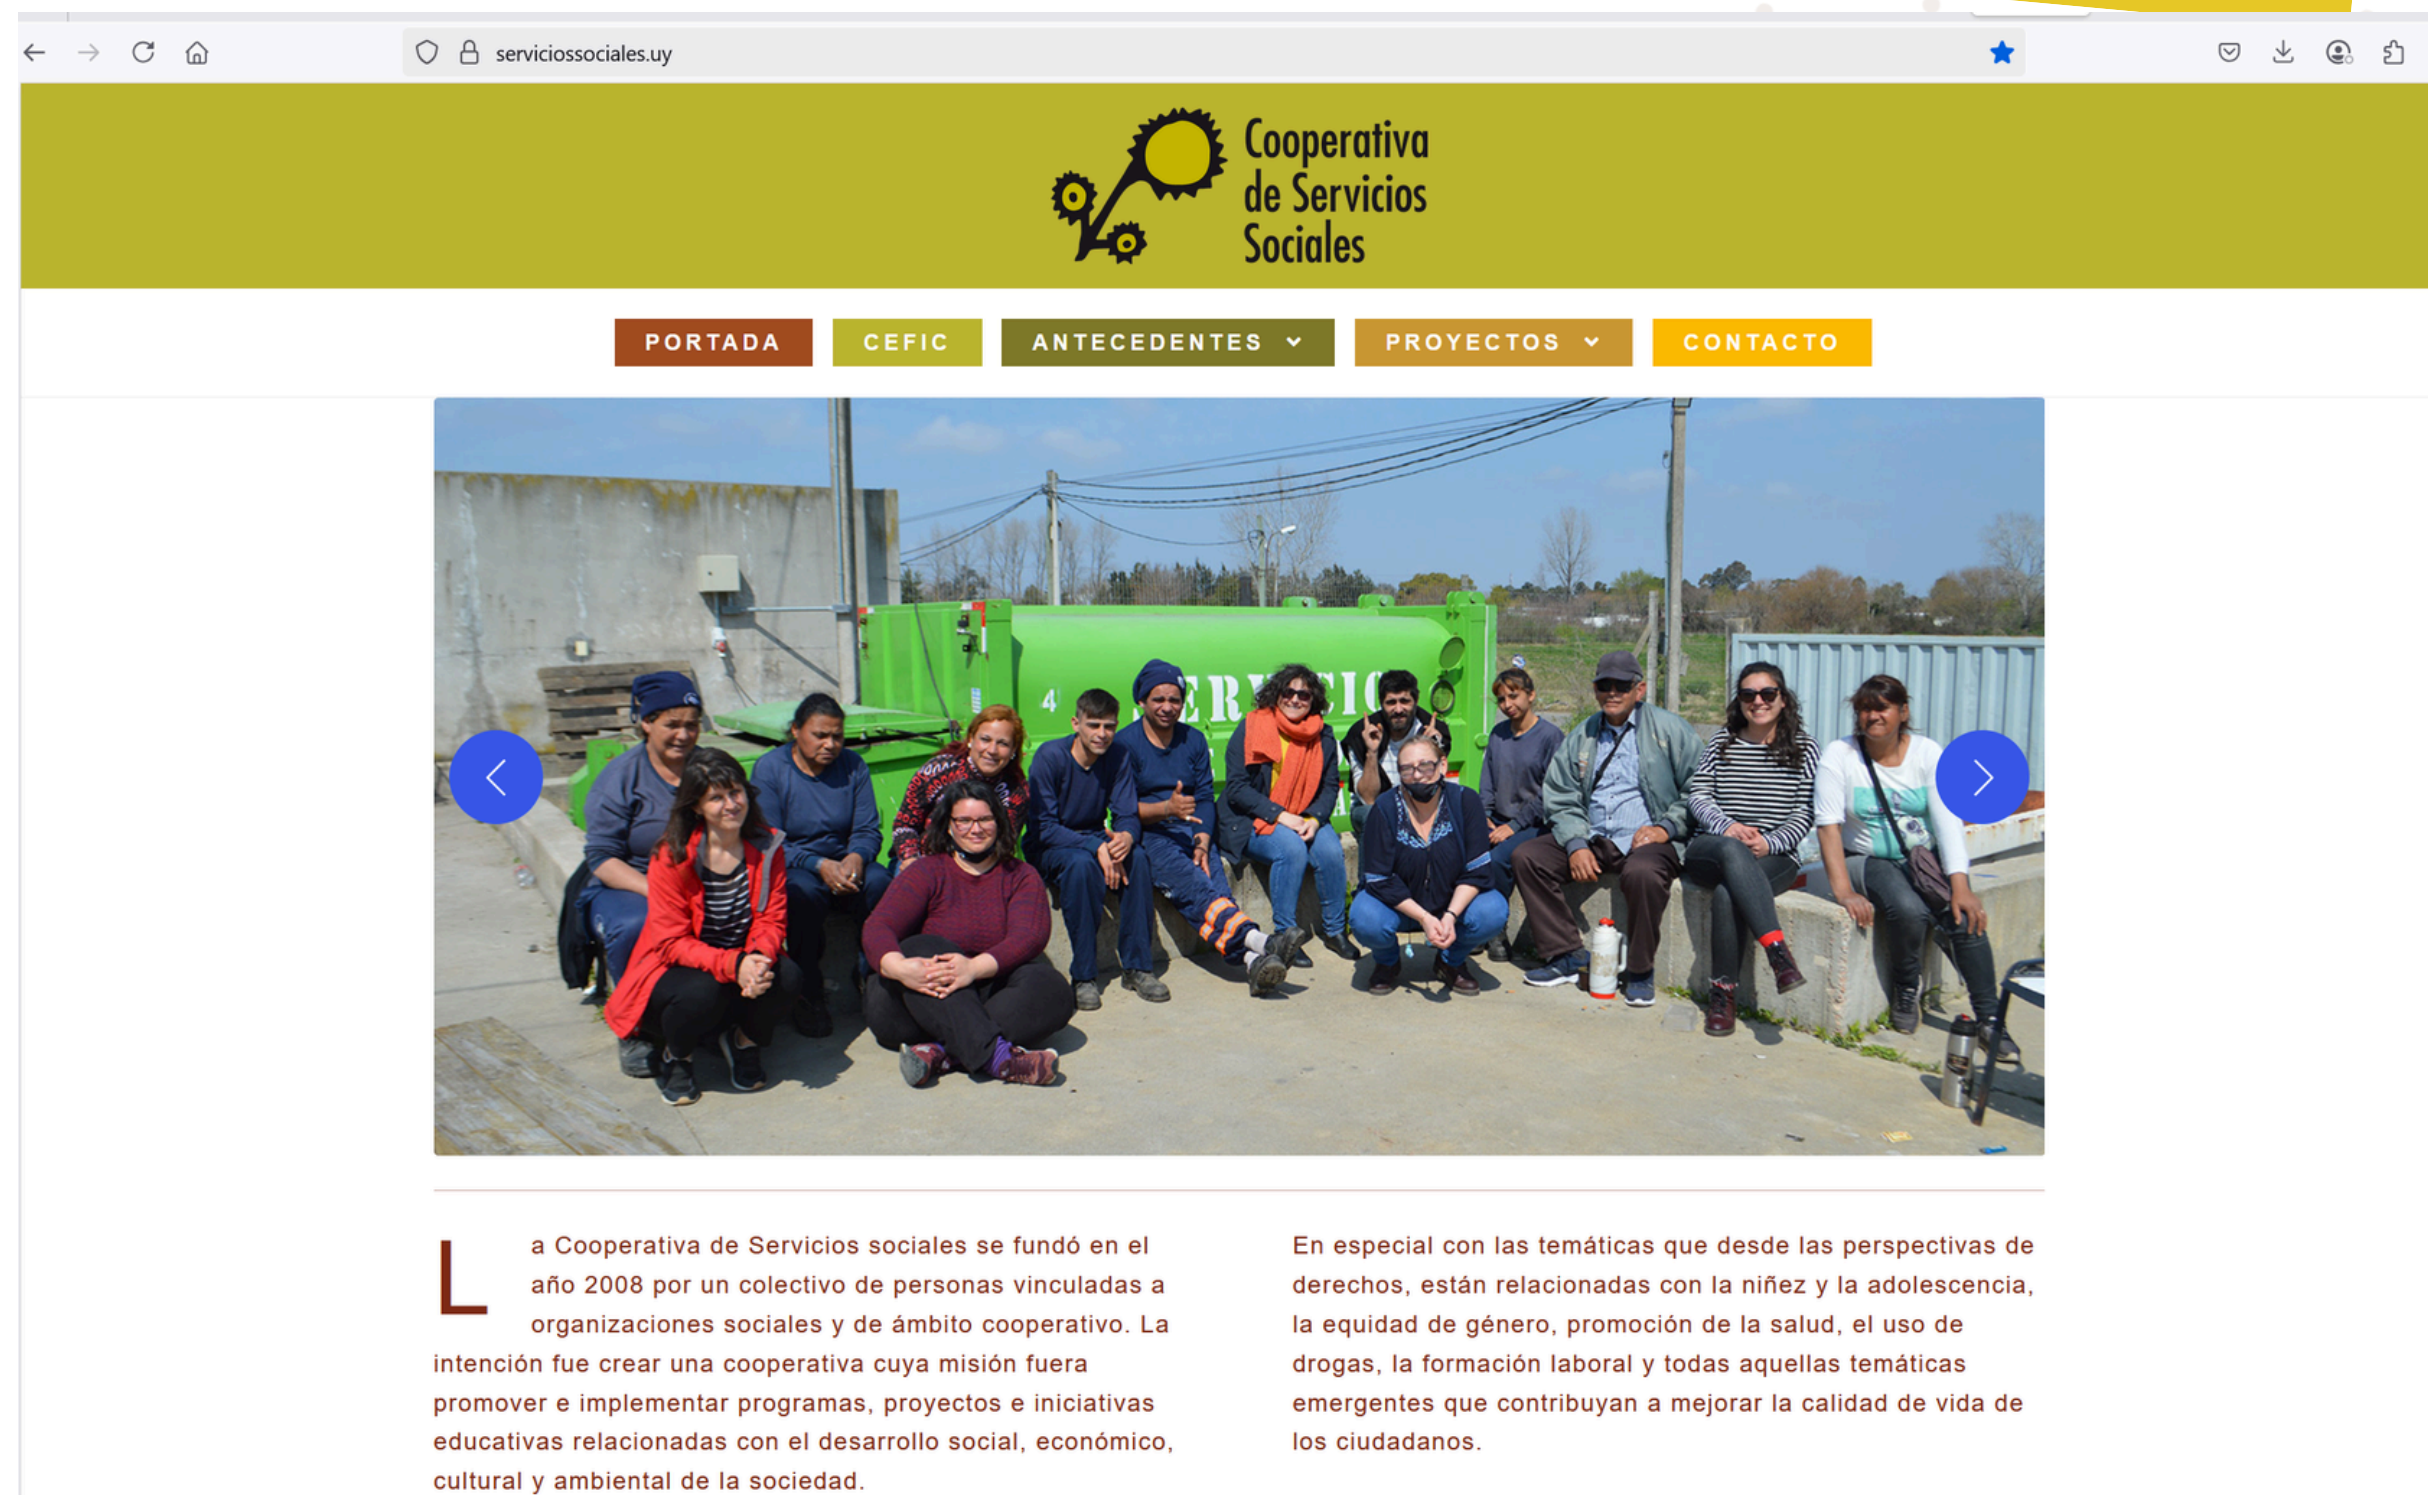 serviciossociales.uy
Cooperativa
de Servicios
Sociales
PORTADA
CEFIC
ANTECEDENTES
PROYECTOS
CONTACTO
4
La Cooperativa de Servicios sociales se fundó en el
año 2008 por un colectivo de personas vinculadas a
organizaciones sociales y de ámbito cooperativo. La
intención fue crear una cooperativa cuya misión fuera
promover e implementar programas, proyectos e iniciativas
educativas relacionadas con el desarrollo social, económico,
cultural y ambiental de la sociedad.
En especial con las temáticas que desde las perspectivas de
derechos, están relacionadas con la niñez y la adolescencia,
la equidad de género, promoción de la salud, el uso de
drogas, la formación laboral y todas aquellas temáticas
emergentes que contribuyan a mejorar la calidad de vida de
los ciudadanos.